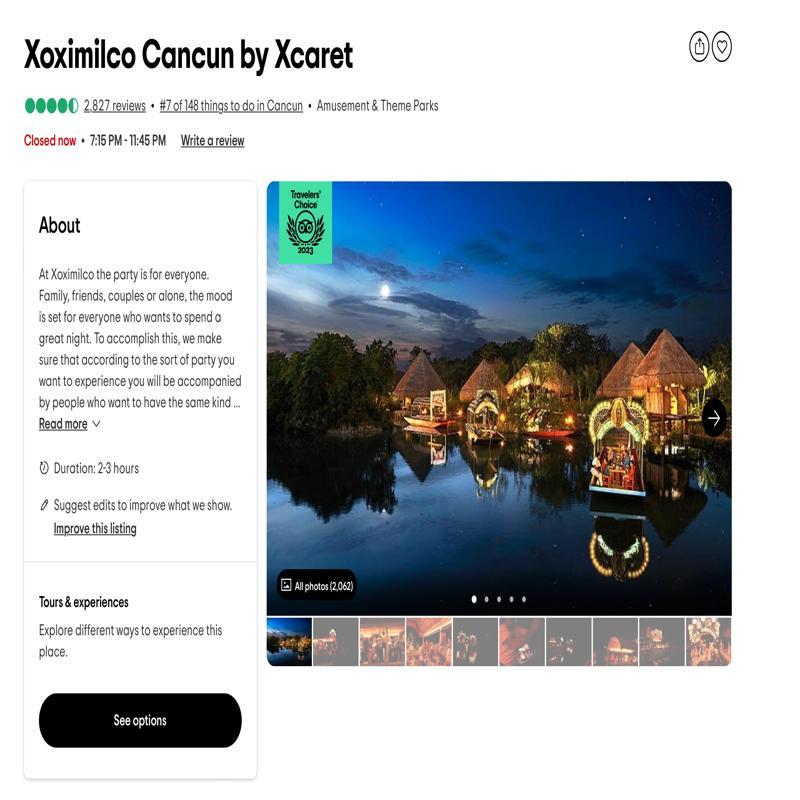 Xoximilco Cancun by Xcaret
2,827 reviews • #7 of 148 things to do in Cancun • Amusement & Theme Parks
Closed now • 7:15 PM - 11:45 PM Write a review
About
At Xoximilco the party is for everyone.
Family, friends, couples or alone, the mood
is set for everyone who wants to spend a
great night. To accomplish this, we make
sure that according to the sort of party you
want to experience you will be accompanied
by people who want to have the same kind ...
Read more
Duration: 2-3 hours
Suggest edits to improve what we show.
Improve this listing
Tours & experiences
Explore different ways to experience this
place.
See options
Travelers'
Choice
2023
All photos (2,062)